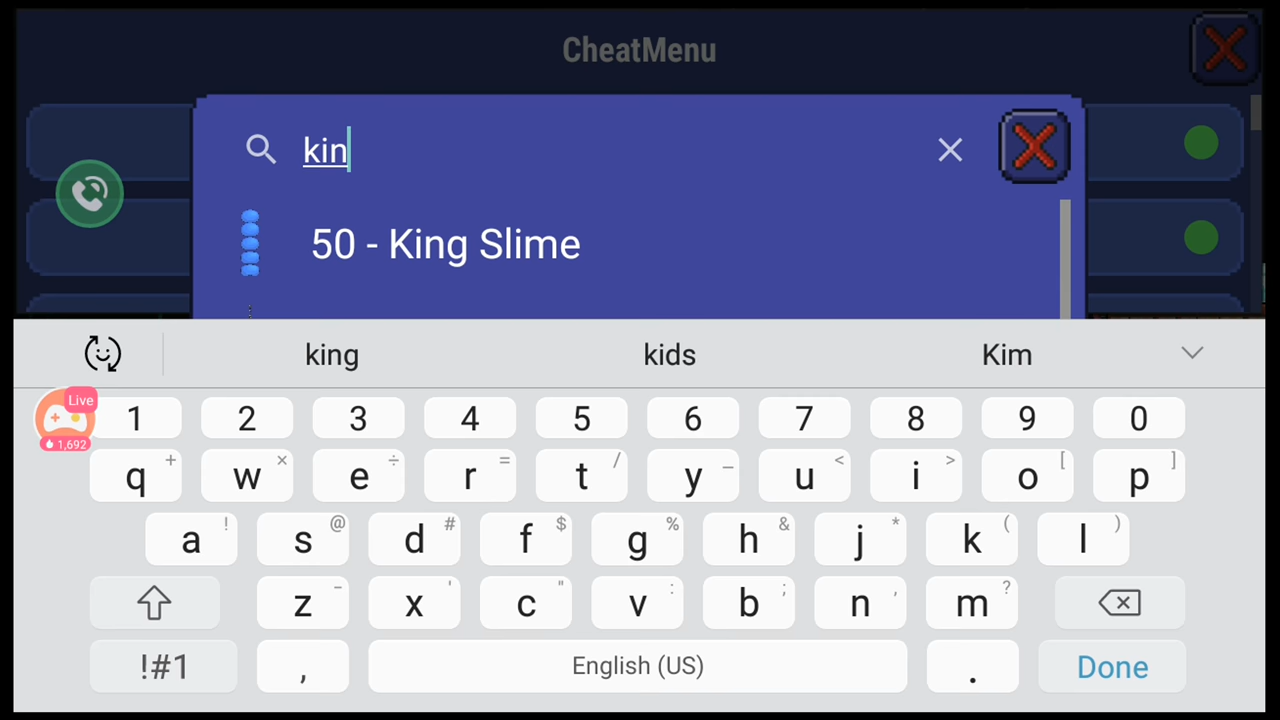 CheatMenu
kin
50 - King Slime
king kids Kim
Live
1,692
1 2 3 4 5 6 7 8 9 0
q + w × e ÷ r = t / y _ u < i > o [ p ]
a ! s @ d # f $ g % h & j * k ( l )
z - x ' c " v : b ; n , m ?
!#1 , English (US) . Done